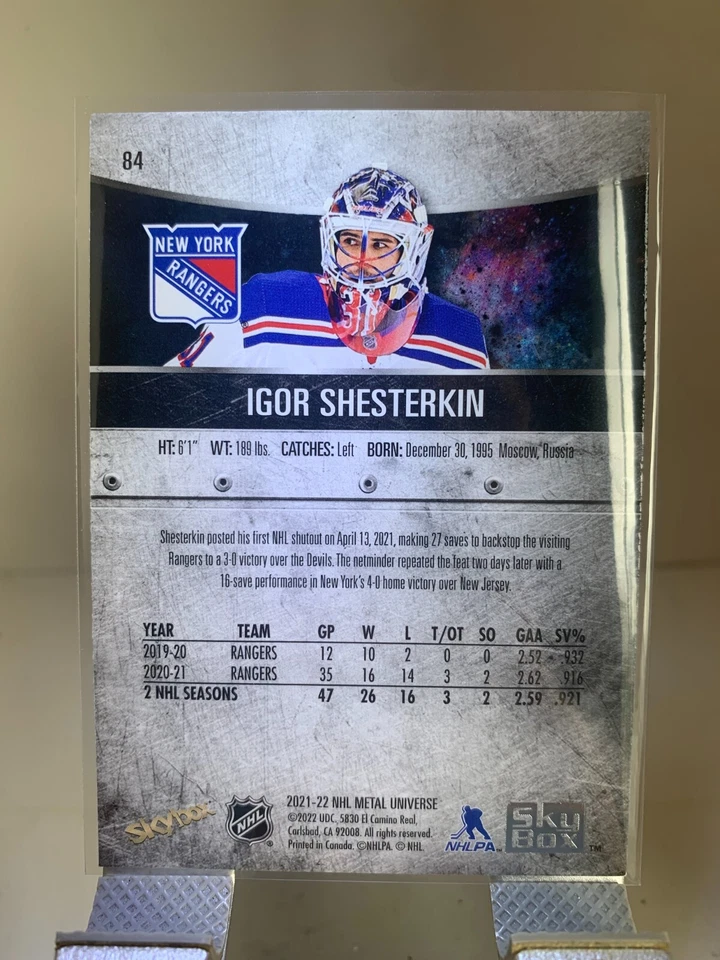 84
NEW YORK
RANGERS
31
IGOR SHESTERKIN
HT: 6'1" WT: 189 lbs. CATCHES: Left BORN: December 30, 1995 Moscow, Russia
Shesterkin posted his first NHL shutout on April 13, 2021, making 27 saves to backstop the visiting
Rangers to a 3-0 victory over the Devils. The netminder repeated the feat two days later with a
16-save performance in New York's 4-0 home victory over New Jersey.
YEAR TEAM GP W L T/OT SO GAA SV%
2019-20 RANGERS 12 10 2 0 0 2.52 .932
2020-21 RANGERS 35 16 14 3 2 2.62 .916
2 NHL SEASONS 47 26 16 3 2 2.59 .921
skybox
NHL ®
2021-22 NHL METAL UNIVERSE
©2022 UDC. 5830 El Camino Real,
Carlsbad, CA 92008. All rights reserved.
Printed in Canada. ©NHLPA. © NHL.
NHLPA™
SkyBox™